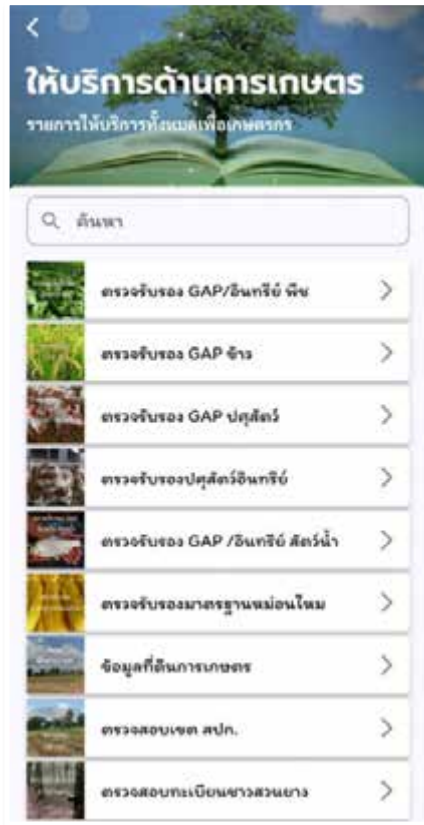 ให้บริการด้านการเกษตร
รายการให้บริการทั้งหมดเพื่อเกษตรกร
ค้นหา
ตรวจรับรอง GAP/อินทรีย์ พืช
ตรวจรับรอง GAP ข้าว
ตรวจรับรอง GAP ปศุสัตว์
ตรวจรับรองปศุสัตว์อินทรีย์
ตรวจรับรอง GAP /อินทรีย์ สัตว์น้ำ
ตรวจรับรองมาตรฐานหม่อนไหม
ข้อมูลที่ดินการเกษตร
ตรวจสอบเขต สปก.
ตรวจสอบทะเบียนชาวสวนยาง